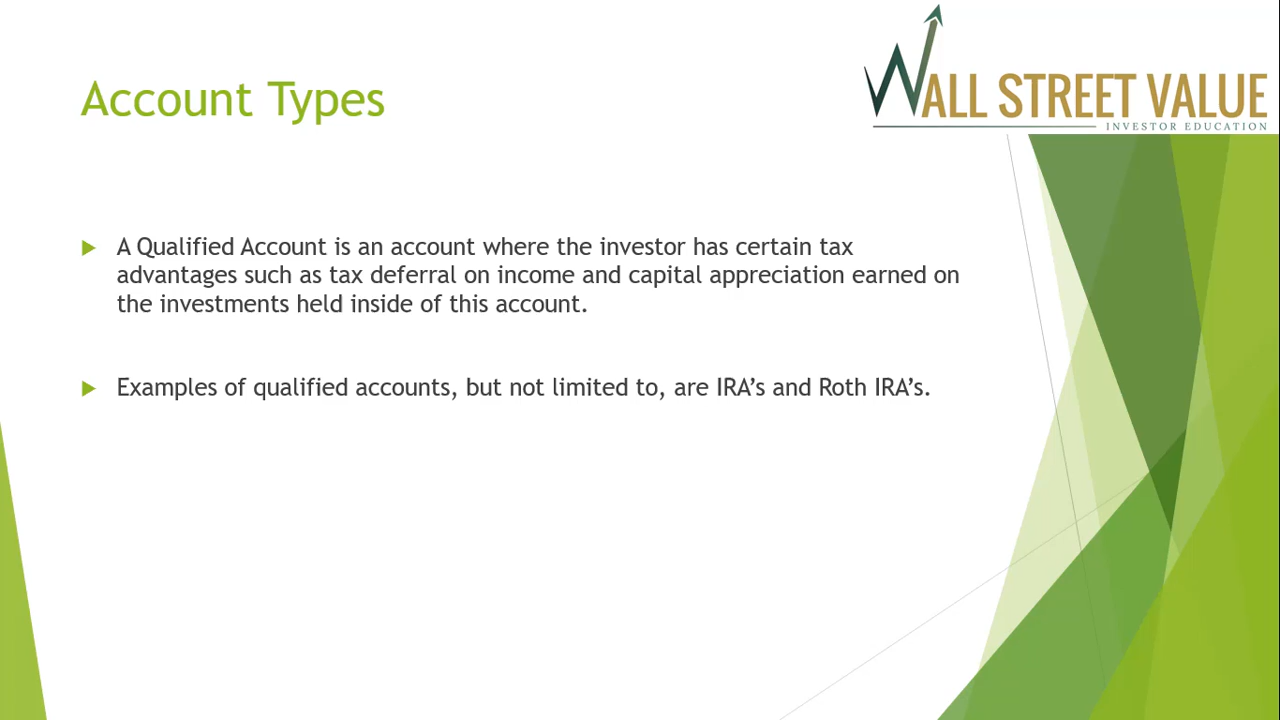 WALL STREET VALUE
INVESTOR EDUCATION
Account Types
A Qualified Account is an account where the investor has certain tax
advantages such as tax deferral on income and capital appreciation earned on
the investments held inside of this account.
Examples of qualified accounts, but not limited to, are IRA’s and Roth IRA’s.